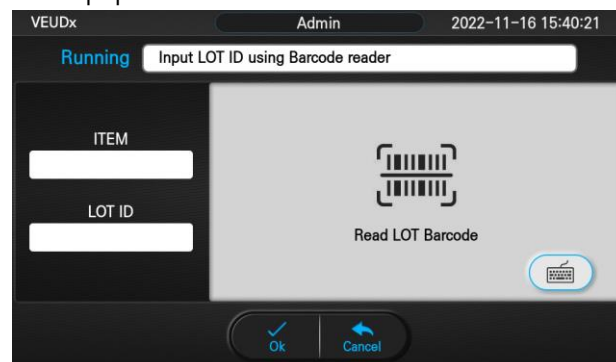 VEUDx Admin 2022-11-16 15:40:21
Running Input LOT ID using Barcode reader
ITEM
LOT ID
Read LOT Barcode
Ok Cancel